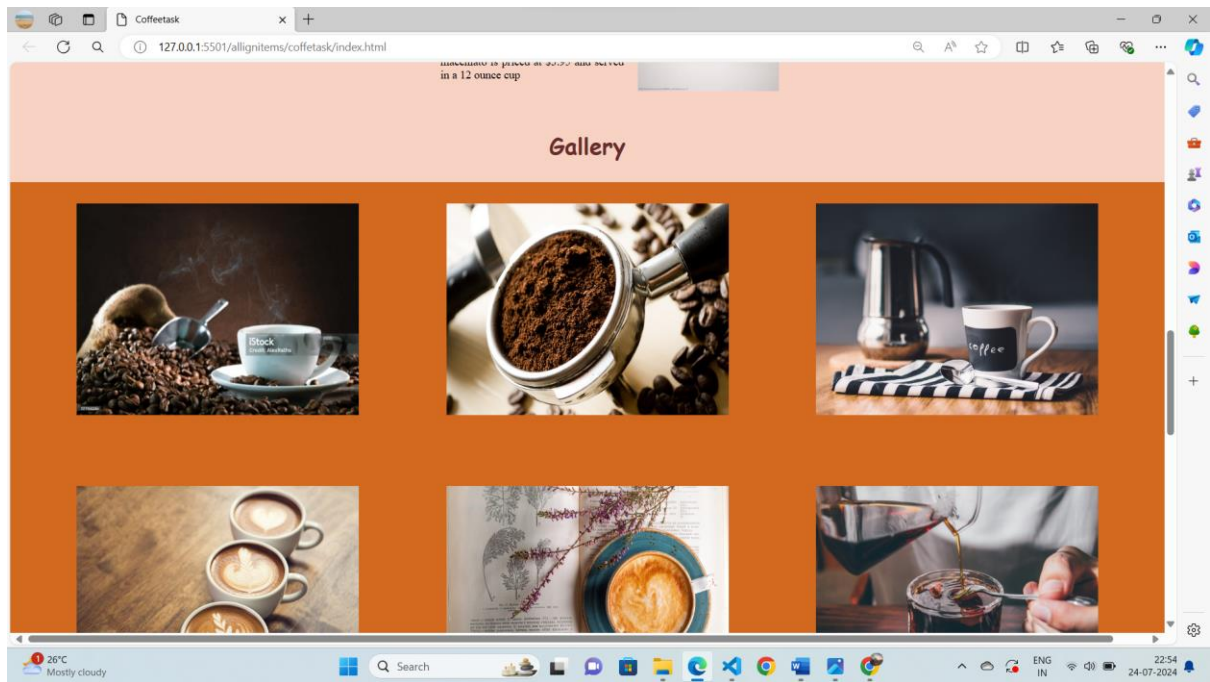 Coffeetask
127.0.0.1:5501/allignitems/coffetask/index.html
in a 12 ounce cup
Gallery
iStock
coffee
26°C
Mostly cloudy
Search
ENG
IN
22:54
24-07-2024
1